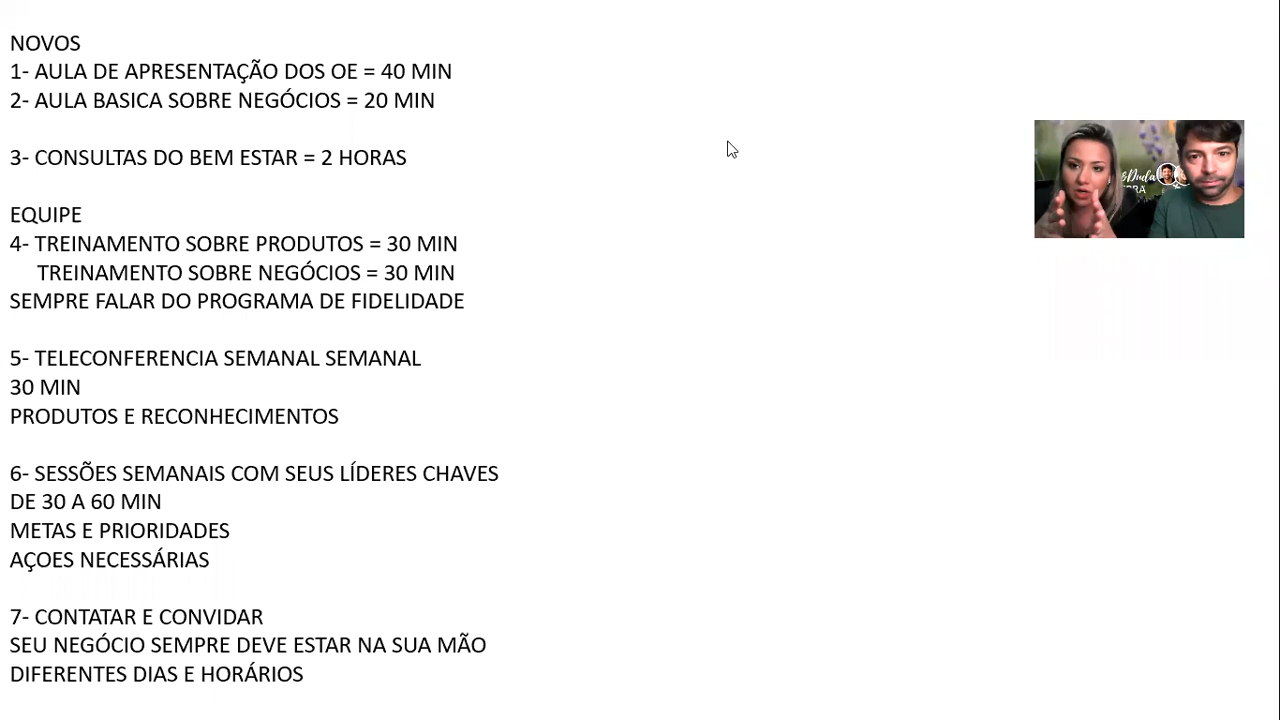 NOVOS
1- AULA DE APRESENTAÇÃO DOS OE = 40 MIN
2- AULA BASICA SOBRE NEGÓCIOS = 20 MIN
3- CONSULTAS DO BEM ESTAR = 2 HORAS
EQUIPE
4- TREINAMENTO SOBRE PRODUTOS = 30 MIN
TREINAMENTO SOBRE NEGÓCIOS = 30 MIN
SEMPRE FALAR DO PROGRAMA DE FIDELIDADE
5- TELECONFERENCIA SEMANAL SEMANAL
30 MIN
PRODUTOS E RECONHECIMENTOS
6- SESSÕES SEMANAIS COM SEUS LÍDERES CHAVES
DE 30 A 60 MIN
METAS E PRIORIDADES
AÇOES NECESSÁRIAS
7- CONTATAR E CONVIDAR
SEU NEGÓCIO SEMPRE DEVE ESTAR NA SUA MÃO
DIFERENTES DIAS E HORÁRIOS